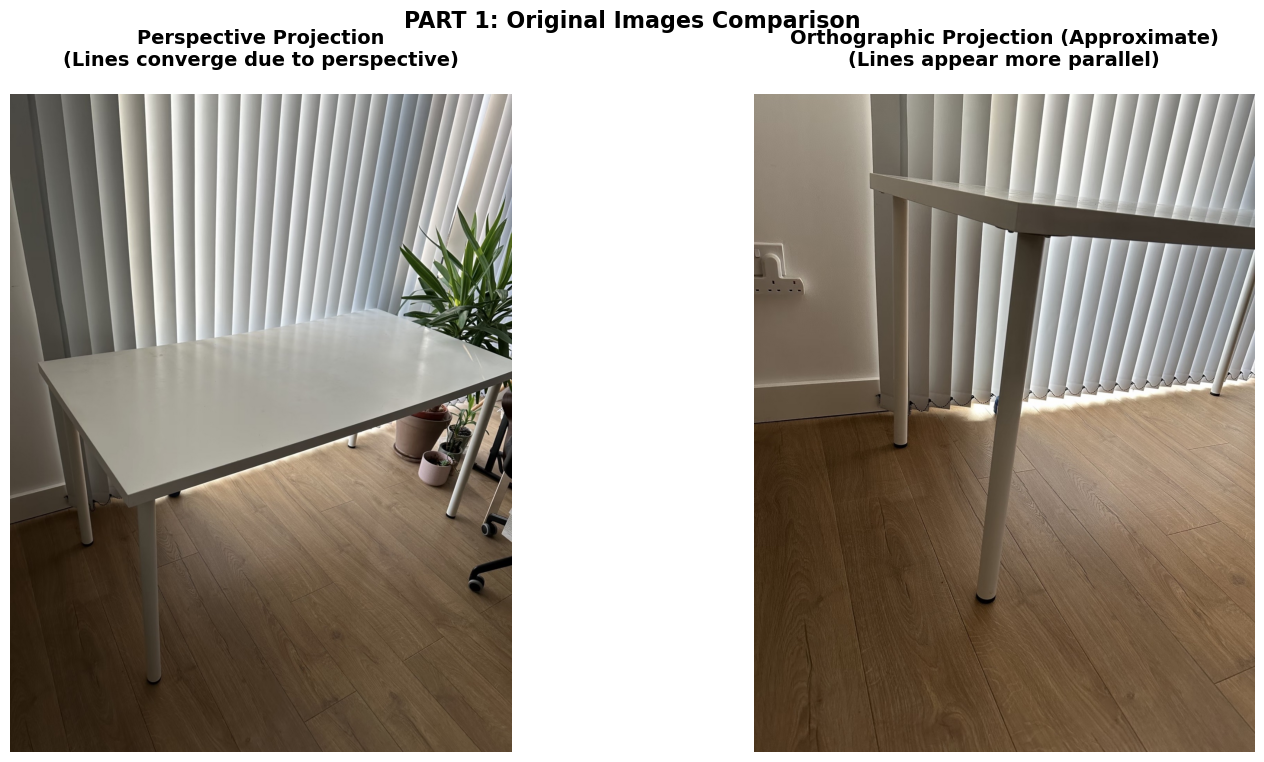 PART 1: Original Images Comparison
Perspective Projection
(Lines converge due to perspective)
Orthographic Projection (Approximate)
(Lines appear more parallel)